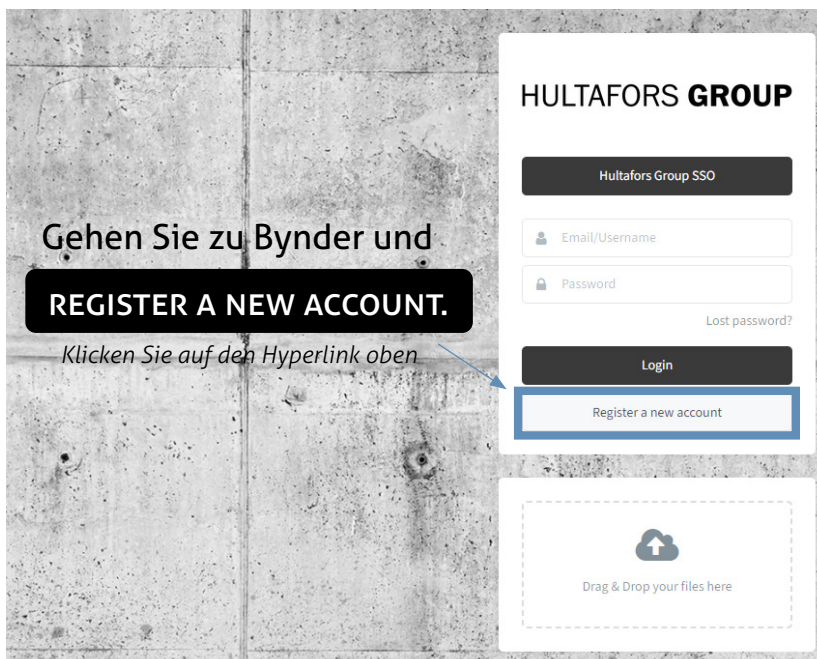 Gehen Sie zu Bynder und
REGISTER A NEW ACCOUNT.
Klicken Sie auf den Hyperlink oben
HULTAFORS GROUP
Hultafors Group SSO
Email/Username
Password
Lost password?
Login
Register a new account
Drag & Drop your files here